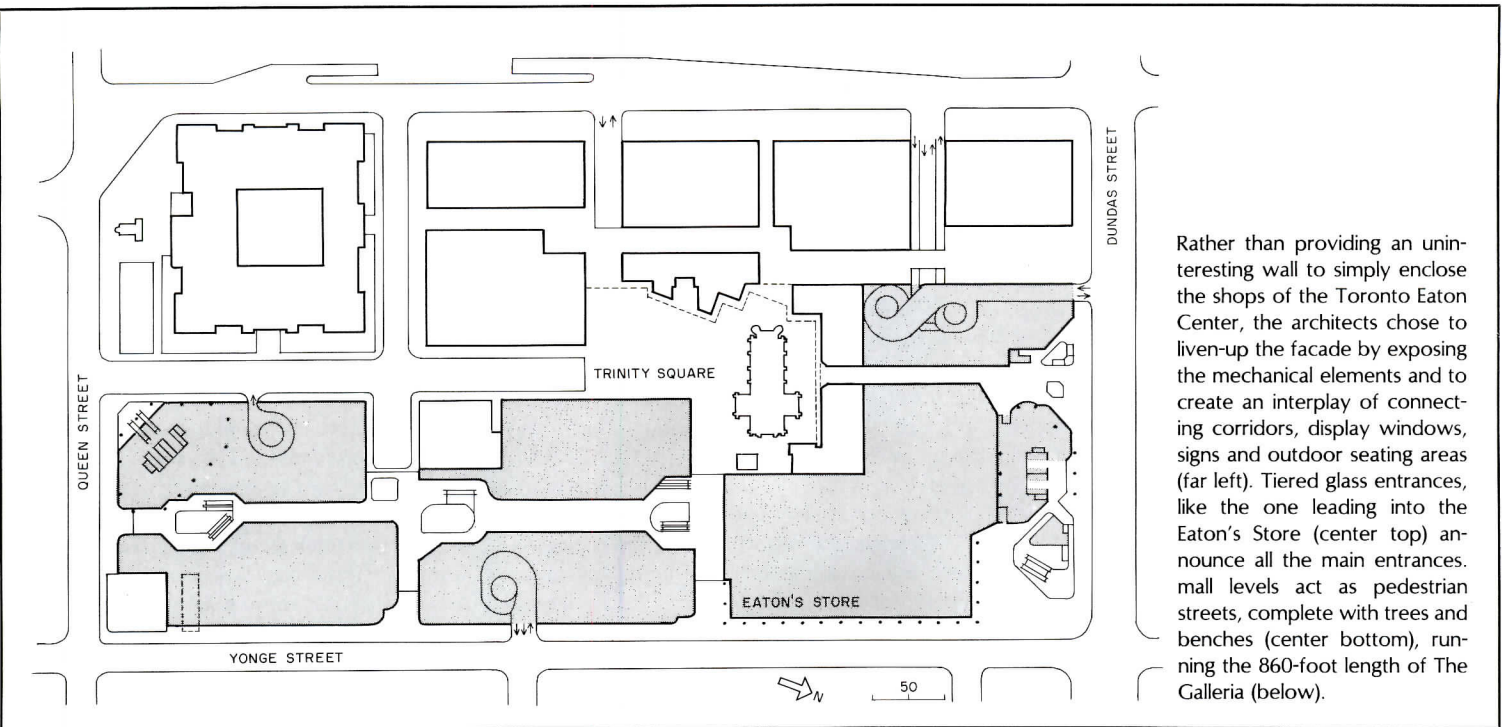 DUNDAS STREET
TRINITY SQUARE
QUEEN STREET
EATON'S STORE
YONGE STREET
N
50
Rather than providing an unin-
teresting wall to simply enclose
the shops of the Toronto Eaton
Center, the architects chose to
liven-up the facade by exposing
the mechanical elements and to
create an interplay of connect-
ing corridors, display windows,
signs and outdoor seating areas
(far left). Tiered glass entrances,
like the one leading into the
Eaton's Store (center top) an-
nounce all the main entrances.
mall levels act as pedestrian
streets, complete with trees and
benches (center bottom), run-
ning the 860-foot length of The
Galleria (below).